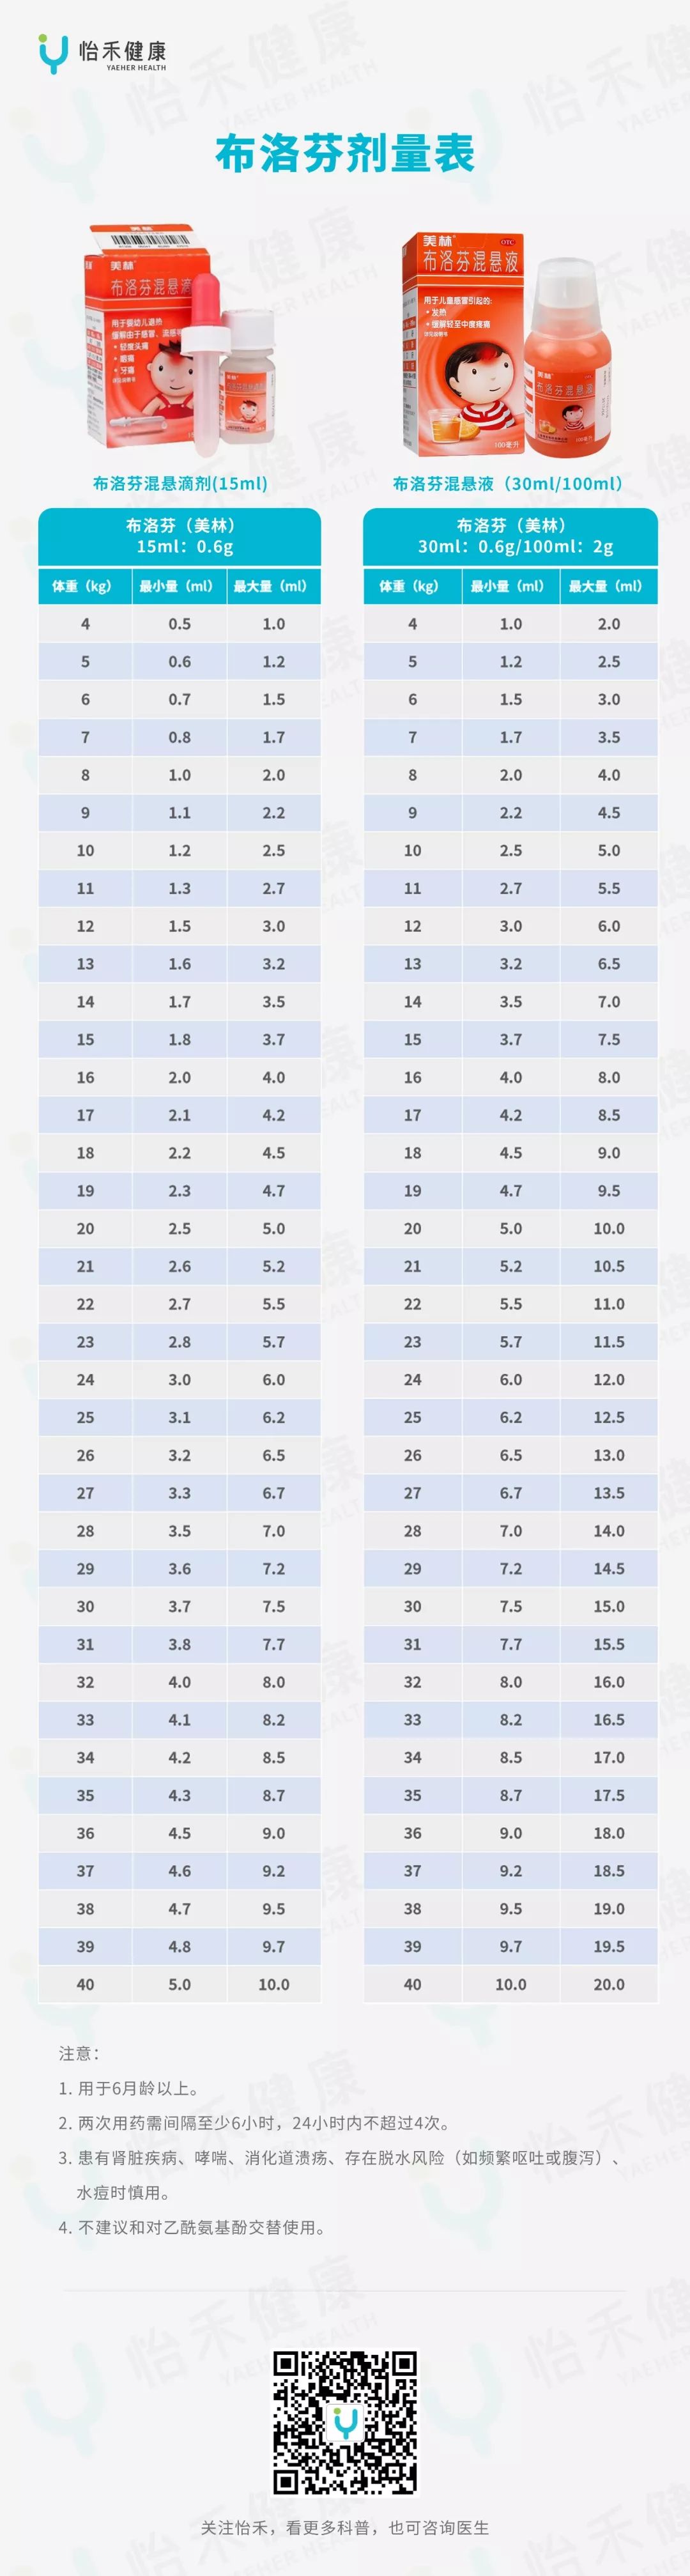 怡禾健康
YAEHER HEALTH
布洛芬剂量表
美林
布洛芬混悬滴
用于婴幼儿退热
缓解由于感冒、流感等
· 轻度头痛
· 咽痛
· 牙痛
美林
OTC
布洛芬混悬液
用于儿童感冒引起的:
· 发热
· 缓解轻至中度疼痛
100毫升
美林
布洛芬混悬液
布洛芬混悬滴剂(15ml)
布洛芬混悬液（30ml/100ml）
布洛芬（美林）
15ml：0.6g
体重（kg） 最小量（ml） 最大量（ml）
4 0.5 1.0
5 0.6 1.2
6 0.7 1.5
7 0.8 1.7
8 1.0 2.0
9 1.1 2.2
10 1.2 2.5
11 1.3 2.7
12 1.5 3.0
13 1.6 3.2
14 1.7 3.5
15 1.8 3.7
16 2.0 4.0
17 2.1 4.2
18 2.2 4.5
19 2.3 4.7
20 2.5 5.0
21 2.6 5.2
22 2.7 5.5
23 2.8 5.7
24 3.0 6.0
25 3.1 6.2
26 3.2 6.5
27 3.3 6.7
28 3.5 7.0
29 3.6 7.2
30 3.7 7.5
31 3.8 7.7
32 4.0 8.0
33 4.1 8.2
34 4.2 8.5
35 4.3 8.7
36 4.5 9.0
37 4.6 9.2
38 4.7 9.5
39 4.8 9.7
40 5.0 10.0
布洛芬（美林）
30ml：0.6g/100ml：2g
体重（kg） 最小量（ml） 最大量（ml）
4 1.0 2.0
5 1.2 2.5
6 1.5 3.0
7 1.7 3.5
8 2.0 4.0
9 2.2 4.5
10 2.5 5.0
11 2.7 5.5
12 3.0 6.0
13 3.2 6.5
14 3.5 7.0
15 3.7 7.5
16 4.0 8.0
17 4.2 8.5
18 4.5 9.0
19 4.7 9.5
20 5.0 10.0
21 5.2 10.5
22 5.5 11.0
23 5.7 11.5
24 6.0 12.0
25 6.2 12.5
26 6.5 13.0
27 6.7 13.5
28 7.0 14.0
29 7.2 14.5
30 7.5 15.0
31 7.7 15.5
32 8.0 16.0
33 8.2 16.5
34 8.5 17.0
35 8.7 17.5
36 9.0 18.0
37 9.2 18.5
38 9.5 19.0
39 9.7 19.5
40 10.0 20.0
注意：
1. 用于6月龄以上。
2. 两次用药需间隔至少6小时，24小时内不超过4次。
3. 患有肾脏疾病、哮喘、消化道溃疡、存在脱水风险（如频繁呕吐或腹泻）、
水痘时慎用。
4. 不建议和对乙酰氨基酚交替使用。
关注怡禾，看更多科普，也可咨询医生